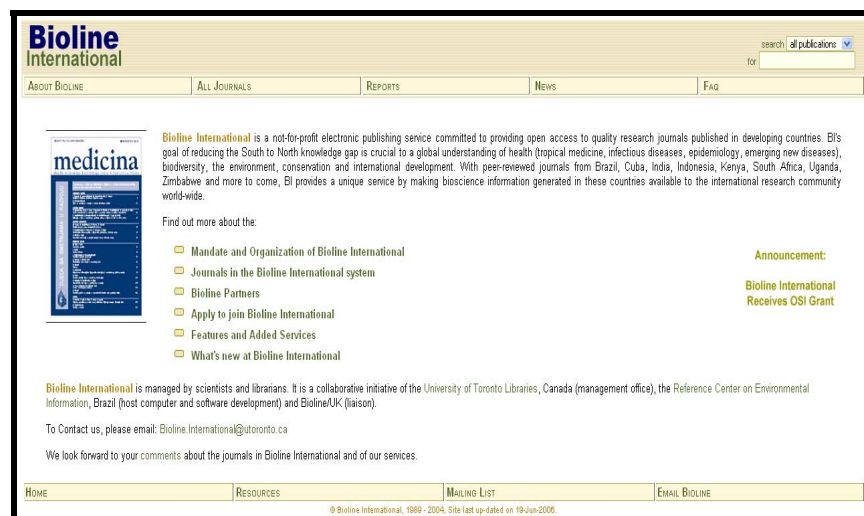 Bioline
International
search all publications
for
ABOUT BIOLINE ALL JOURNALS REPORTS NEWS FAQ
medicina
Bioline International is a not-for-profit electronic publishing service committed to providing open access to quality research journals published in developing countries. BI's
goal of reducing the South to North knowledge gap is crucial to a global understanding of health (tropical medicine, infectious diseases, epidemiology, emerging new diseases),
biodiversity, the environment, conservation and international development. With peer-reviewed journals from Brazil, Cuba, India, Indonesia, Kenya, South Africa, Uganda,
Zimbabwe and more to come, BI provides a unique service by making bioscience information generated in these countries available to the international research community
world-wide.
Find out more about the:
Mandate and Organization of Bioline International
Journals in the Bioline International system
Bioline Partners
Apply to join Bioline International
Features and Added Services
What's new at Bioline International
Announcement:
Bioline International
Receives OSI Grant
Bioline International is managed by scientists and librarians. It is a collaborative initiative of the University of Toronto Libraries, Canada (management office), the Reference Center on Environmental
Information, Brazil (host computer and software development) and Bioline/UK (liaison).
To Contact us, please email: Bioline.International@utoronto.ca
We look forward to your comments about the journals in Bioline International and of our services.
HOME RESOURCES MAILING LIST EMAIL BIOLINE
© Bioline International, 1989 - 2004, Site last up-dated on 19-Jun-2006.